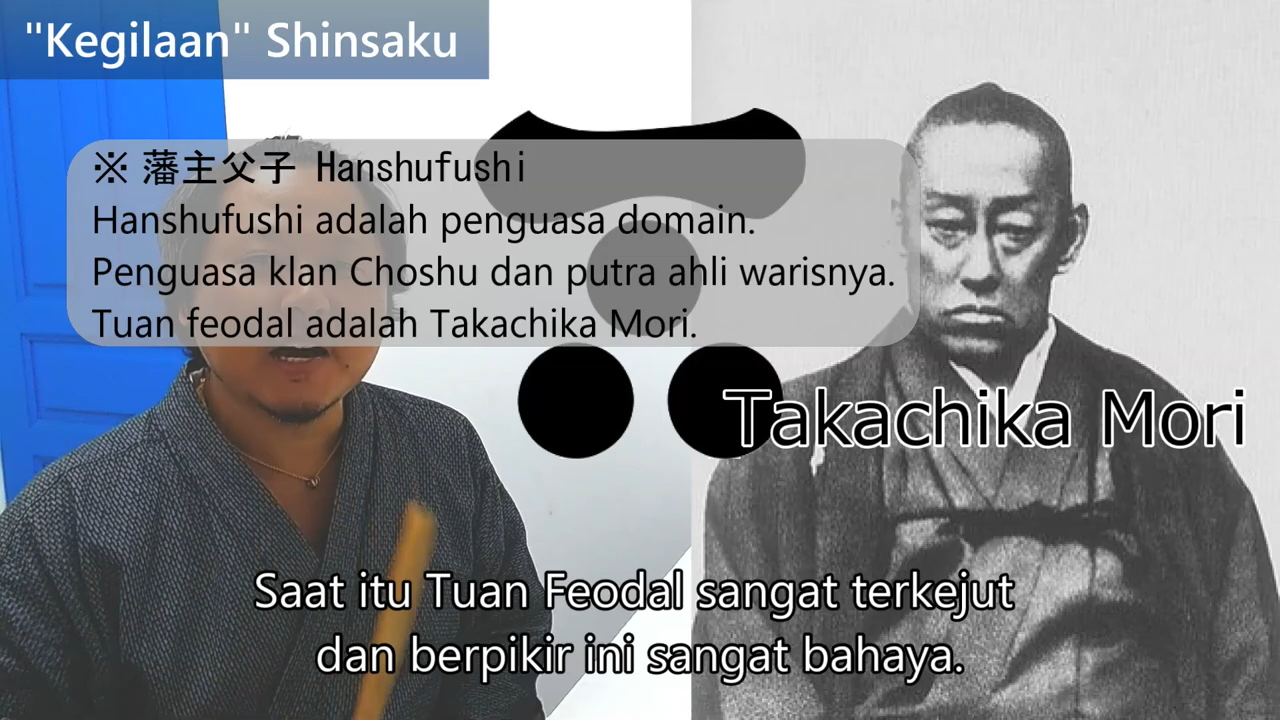 "Kegilaan" Shinsaku
※ 藩主父子 Hanshufushi
Hanshufushi adalah penguasa domain.
Penguasa klan Choshu dan putra ahli warisnya.
Tuan feodal adalah Takachika Mori.
Takachika Mori
Saat itu Tuan Feodal sangat terkejut
dan berpikir ini sangat bahaya.